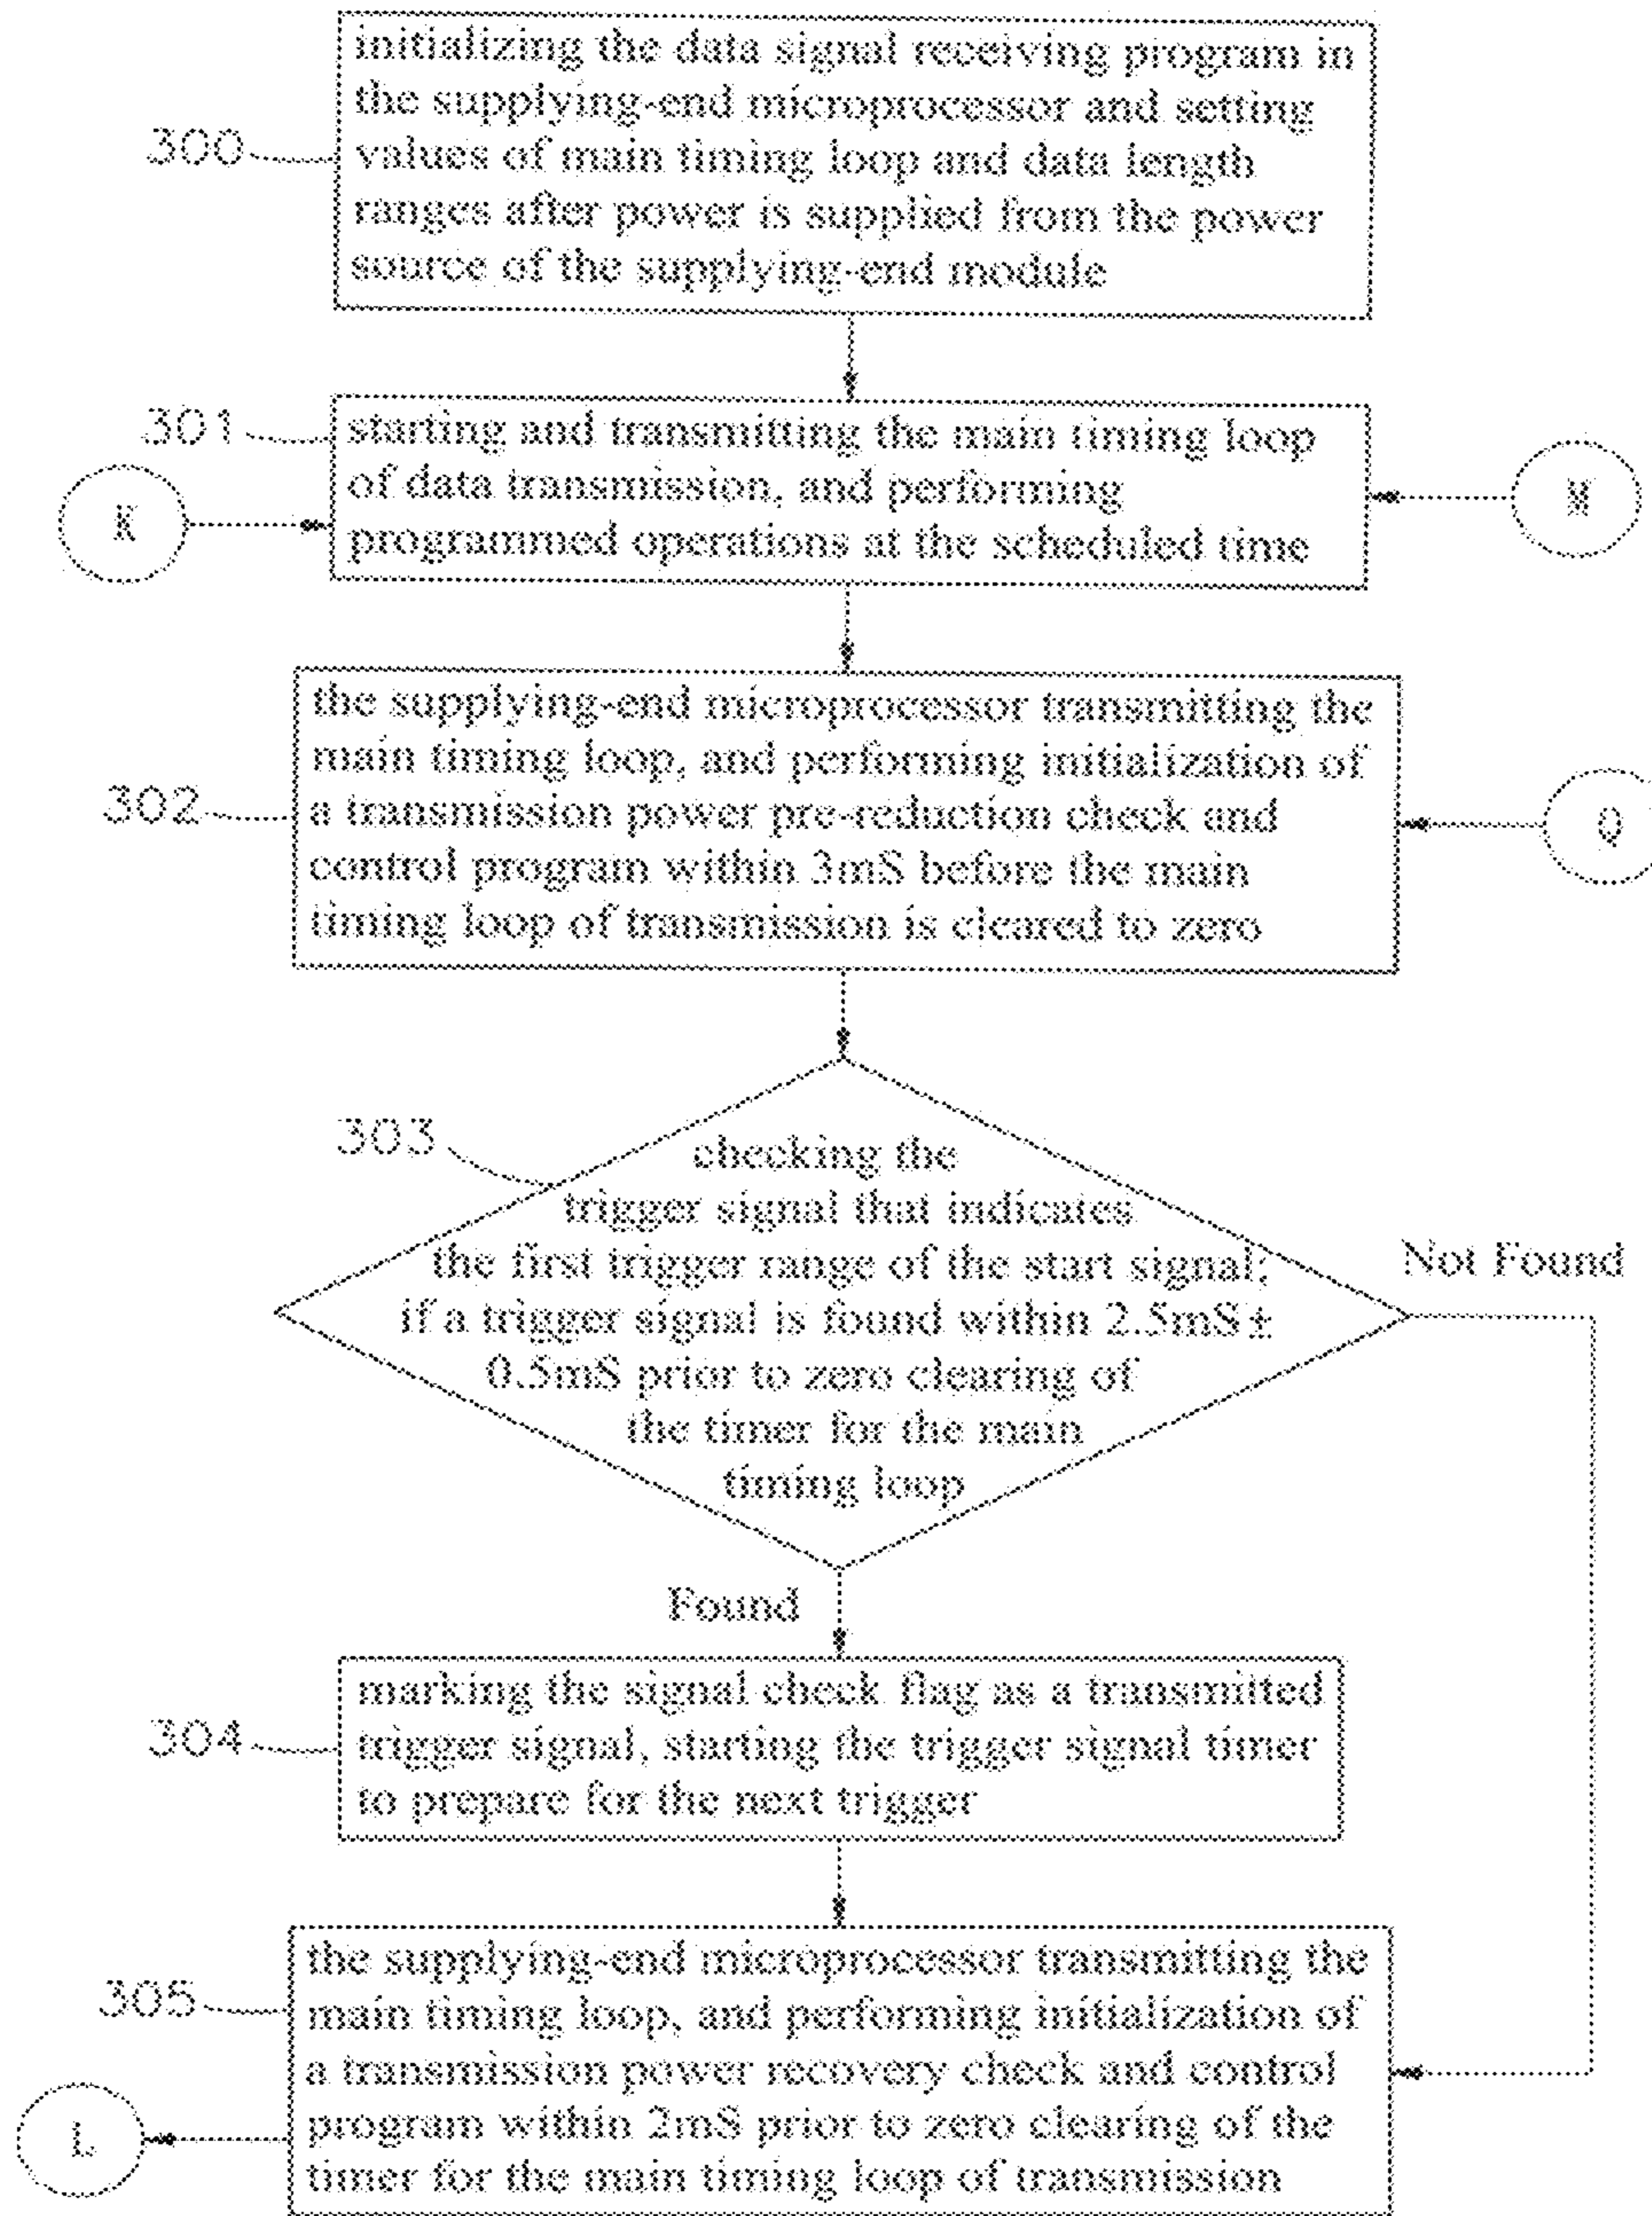 initializing the data signal receiving program in
the supplying-end microprocessor and setting
values of main timing loop and data length
ranges after power is supplied from the power
source of the supplying-end module
300
301
starting and transmitting the main timing loop
of data transmission, and performing
programmed operations at the scheduled time
K
M
the supplying-end microprocessor transmitting the
main timing loop, and performing initialization of
a transmission power pre-reduction check and
control program within 3mS before the main
timing loop of transmission is cleared to zero
302
Q
303
checking the
trigger signal that indicates
the first trigger range of the start signal;
if a trigger signal is found within 2.5mS±
0.5mS prior to zero clearing of
the timer for the main
timing loop
Not Found
Found
marking the signal check flag as a transmitted
trigger signal, starting the trigger signal timer
to prepare for the next trigger
304
the supplying-end microprocessor transmitting the
main timing loop, and performing initialization of
a transmission power recovery check and control
program within 2mS prior to zero clearing of the
timer for the main timing loop of transmission
305
L